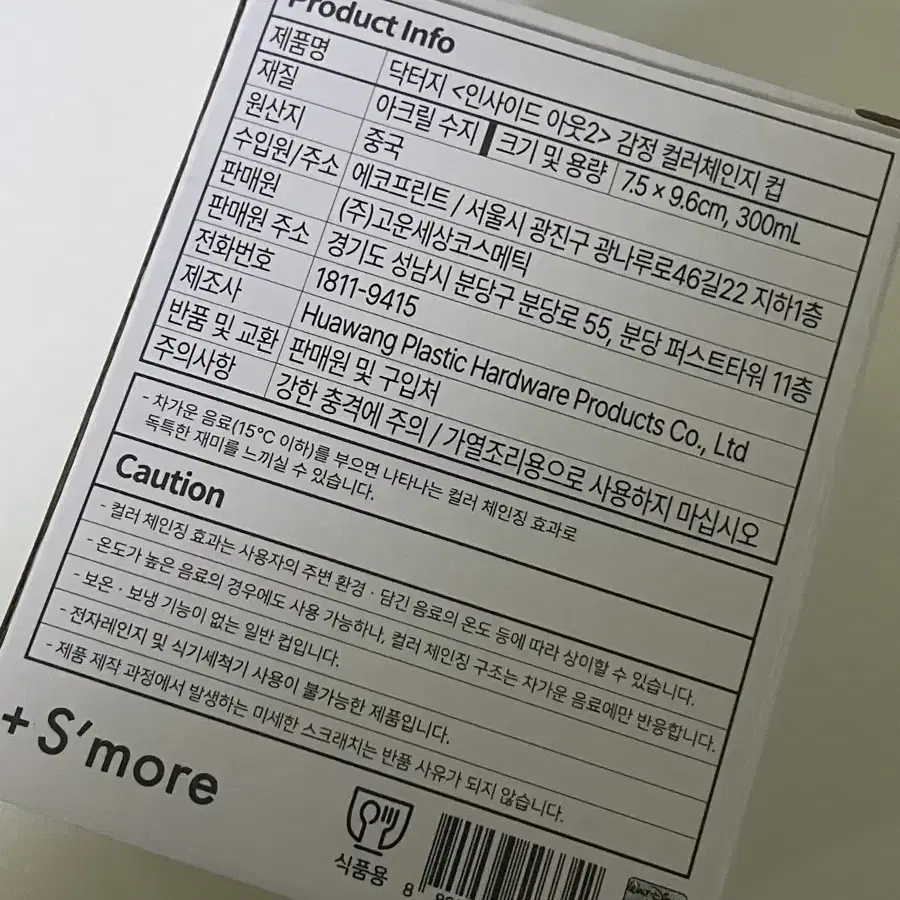 Product Info
제품명 닥터지 <인사이드 아웃2> 감정 컬러체인지 컵
재질 아크릴 수지 크기 및 용량 7.5 × 9.6cm, 300mL
원산지 중국
수입원/주소 에코프린트 / 서울시 광진구 광나루로46길22 지하1층
판매원 (주)고운세상코스메틱
판매원 주소 경기도 성남시 분당구 분당로 55, 분당 퍼스트타워 11층
전화번호 1811-9415
제조사 Huawang Plastic Hardware Products Co., Ltd
반품 및 교환 판매원 및 구입처
주의사항 강한 충격에 주의 / 가열조리용으로 사용하지 마십시오
- 차가운 음료(15°C 이하)를 부으면 나타나는 컬러 체인징 효과로
독특한 재미를 느끼실 수 있습니다.
Caution
- 컬러 체인징 효과는 사용자의 주변 환경 · 담긴 음료의 온도 등에 따라 상이할 수 있습니다.
- 온도가 높은 음료의 경우에도 사용 가능하나, 컬러 체인징 구조는 차가운 음료에만 반응합니다.
- 보온 · 보냉 기능이 없는 일반 컵입니다.
- 전자레인지 및 식기세척기 사용이 불가능한 제품입니다.
- 제품 제작 과정에서 발생하는 미세한 스크래치는 반품 사유가 되지 않습니다.
+ S'more
식품용
8